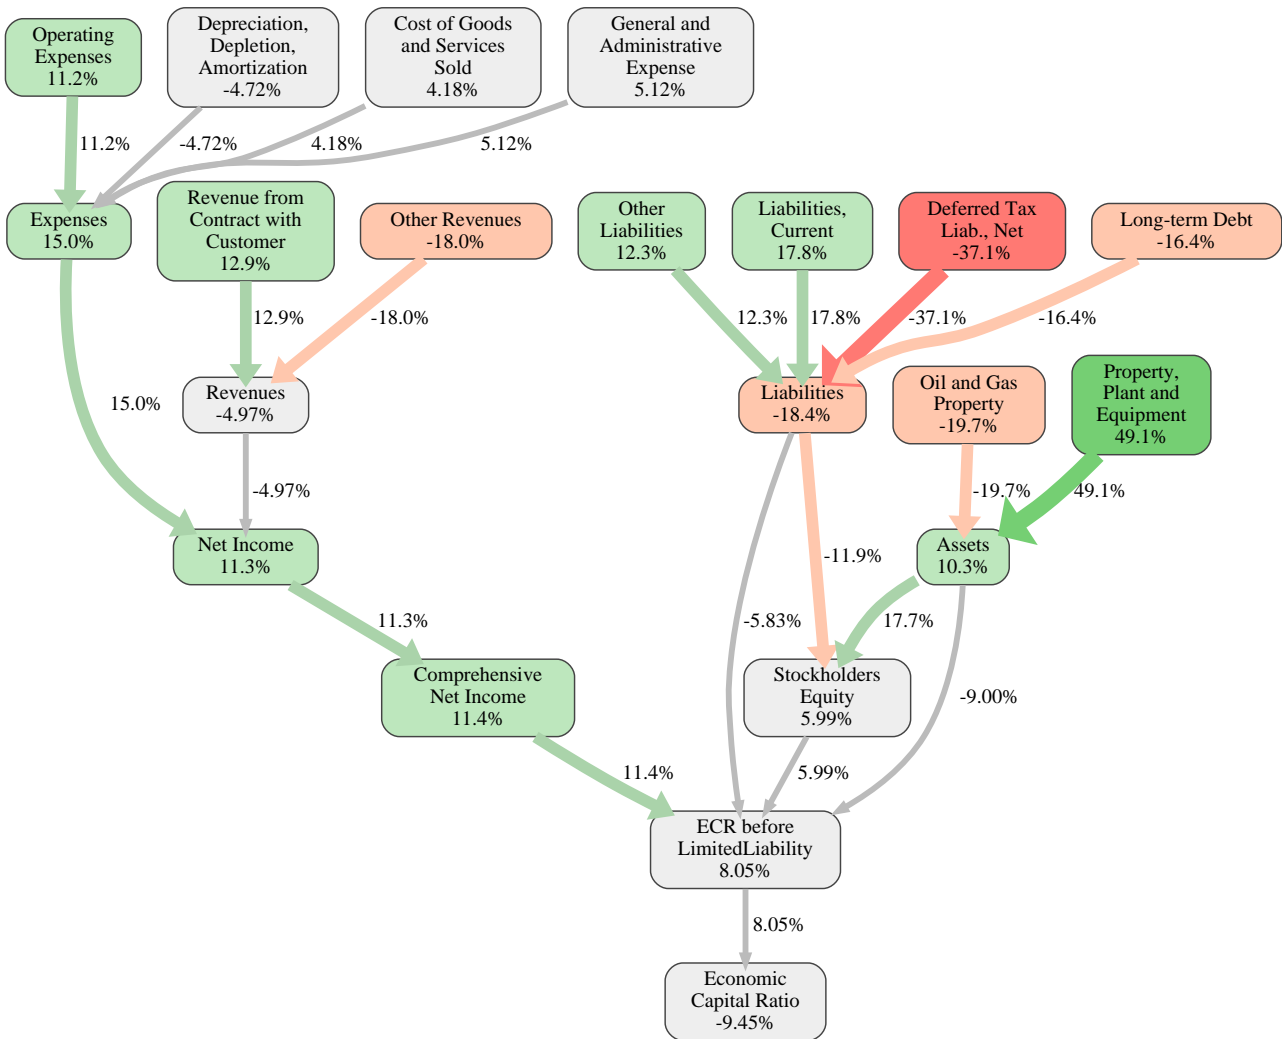 Operating
Expenses
11.2%
Depreciation,
Depletion,
Amortization
-4.72%
Cost of Goods
and Services
Sold
4.18%
General and
Administrative
Expense
5.12%
11.2%
-4.72%
4.18%
5.12%
Expenses
15.0%
Revenue from
Contract with
Customer
12.9%
Other Revenues
-18.0%
Other
Liabilities
12.3%
Liabilities,
Current
17.8%
Deferred Tax
Liab., Net
-37.1%
Long-term Debt
-16.4%
12.9%
-18.0%
12.3%
17.8%
-37.1%
-16.4%
15.0%
Revenues
-4.97%
Liabilities
-18.4%
Oil and Gas
Property
-19.7%
Property,
Plant and
Equipment
49.1%
-4.97%
-19.7%
49.1%
Net Income
11.3%
-11.9%
Assets
10.3%
11.3%
-5.83%
17.7%
-9.00%
Comprehensive
Net Income
11.4%
Stockholders
Equity
5.99%
11.4%
5.99%
ECR before
LimitedLiability
8.05%
8.05%
Economic
Capital Ratio
-9.45%